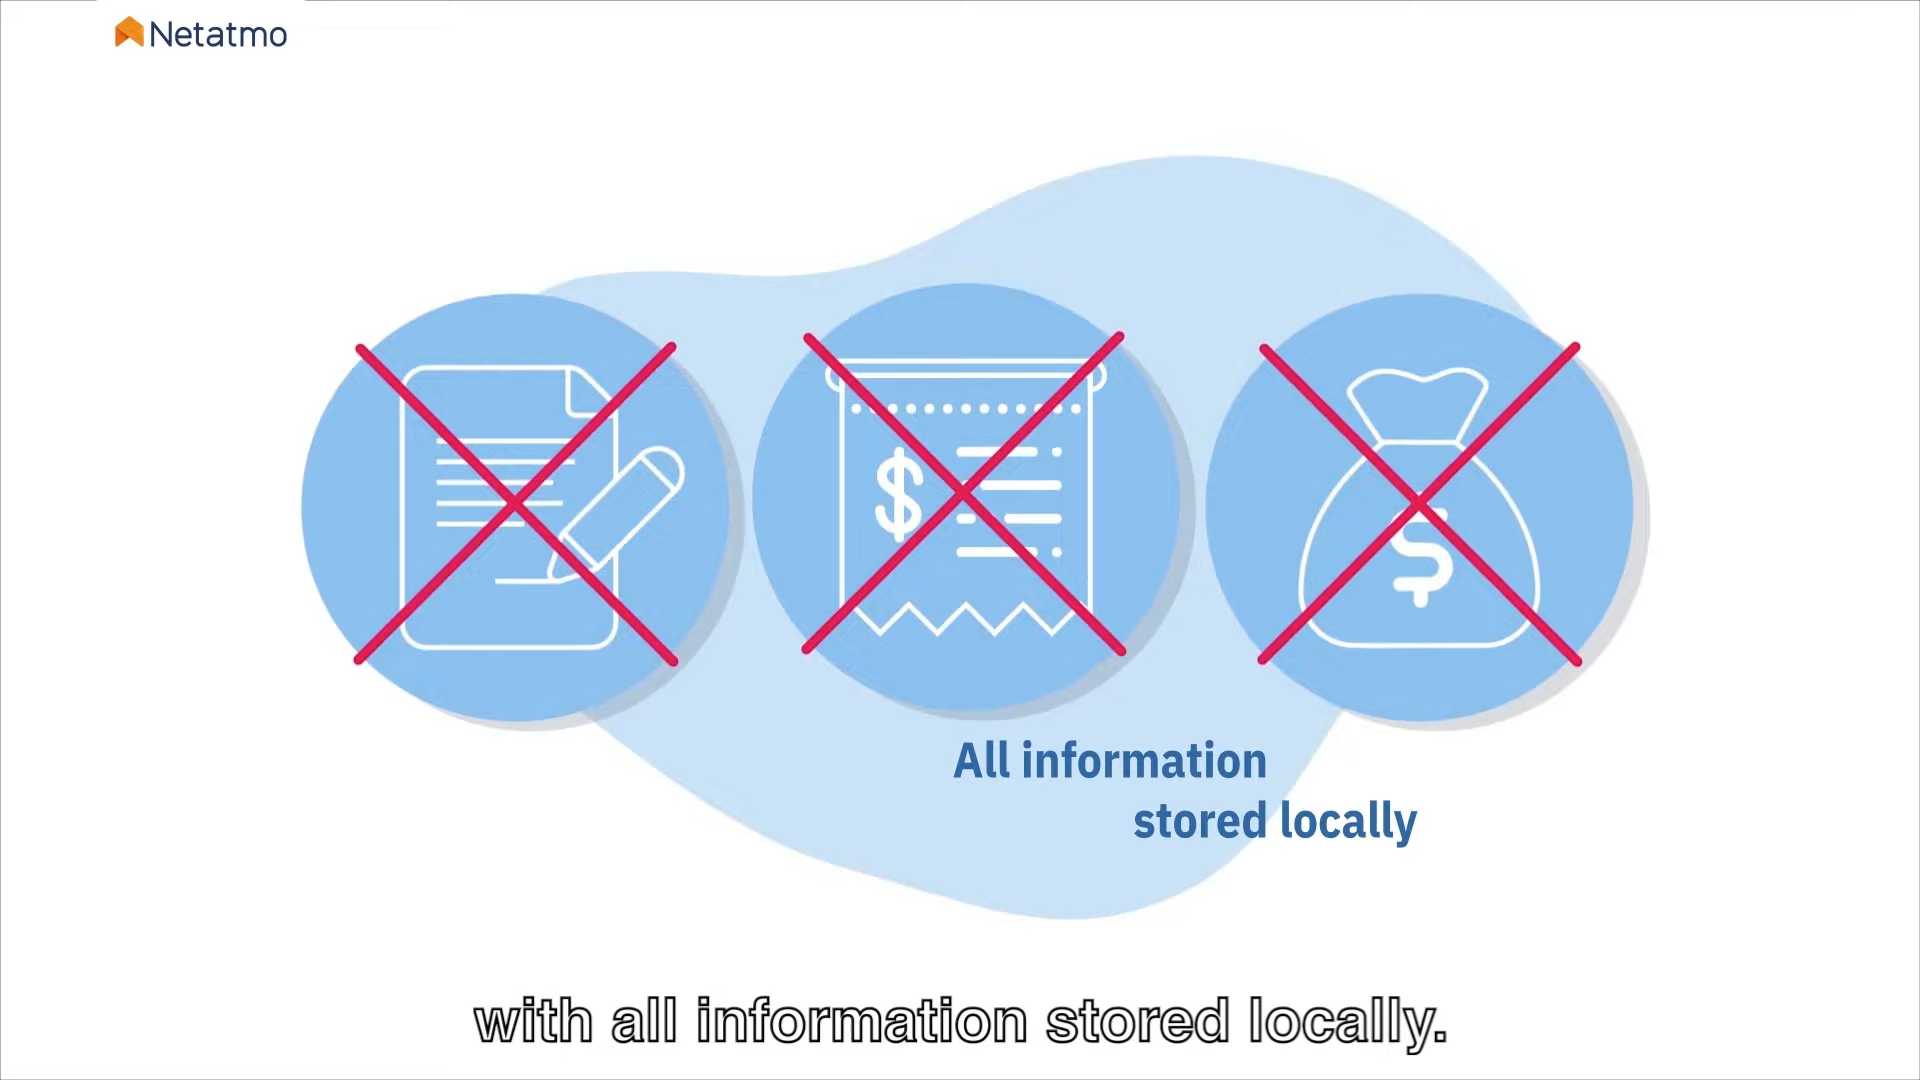 Netatmo
$
$
All information
stored locally
with all information stored locally.